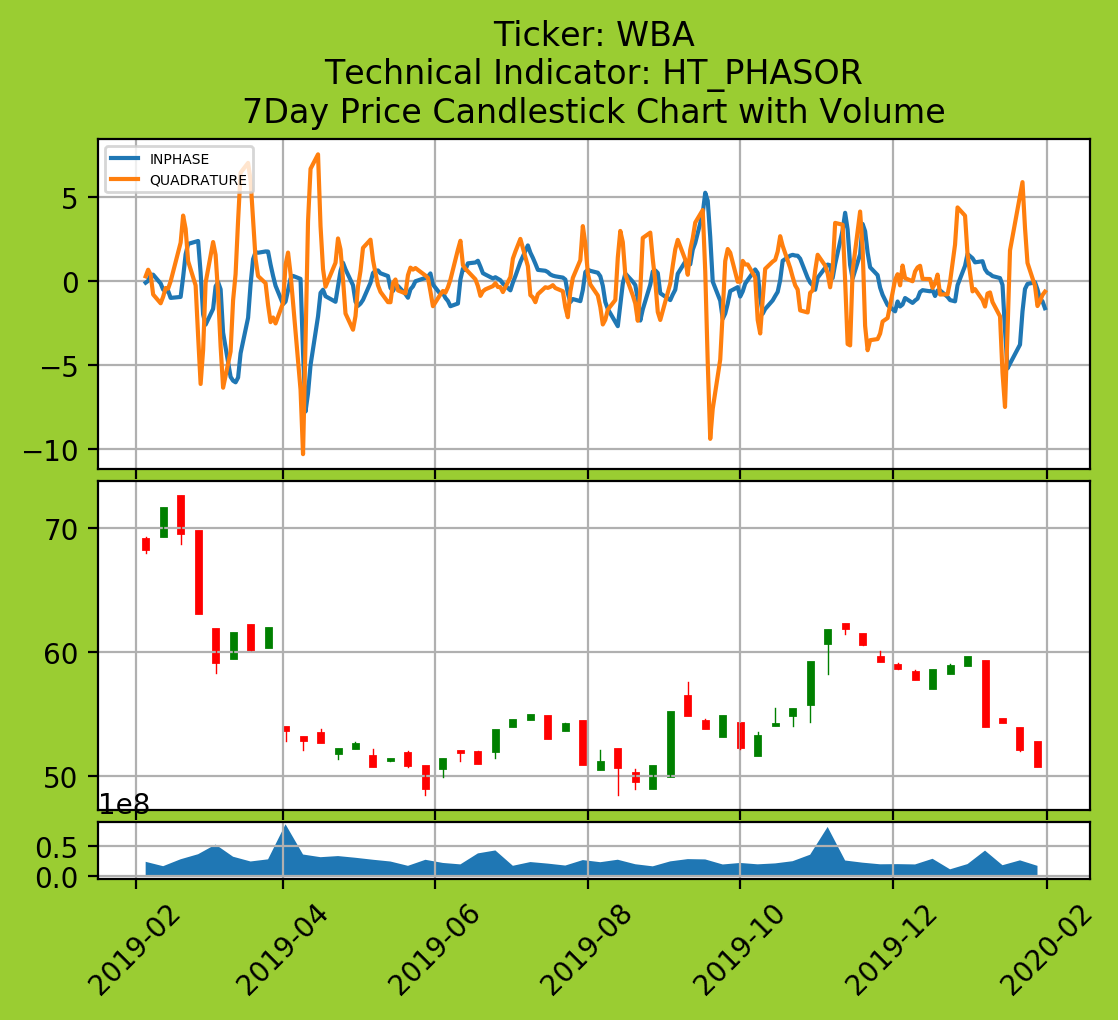 Ticker: WBA
Technical Indicator: HT_PHASOR
7Day Price Candlestick Chart with Volume
INPHASE
QUADRATURE
5
0
−5
−10
70
60
50
1e8
0.5
0.0
2019-02
2019-04
2019-06
2019-08
2019-10
2019-12
2020-02